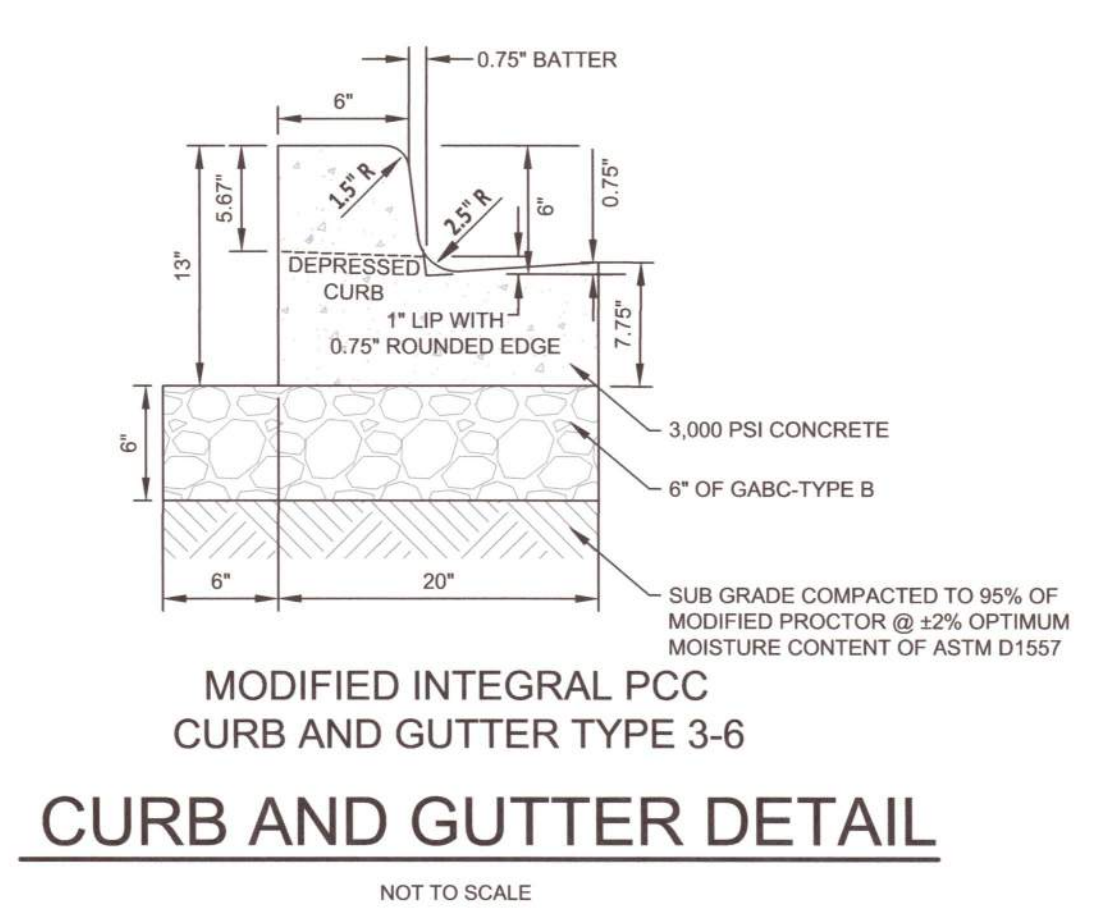 0.75" BATTER
6"
1.5" R
2.5" R
5.67"
6"
0.75"
13"
DEPRESSED
CURB
1" LIP WITH
0.75" ROUNDED EDGE
7.75"
3,000 PSI CONCRETE
6"
6" OF GABC-TYPE B
6"
20"
SUB GRADE COMPACTED TO 95% OF
MODIFIED PROCTOR @ ±2% OPTIMUM
MOISTURE CONTENT OF ASTM D1557
MODIFIED INTEGRAL PCC
CURB AND GUTTER TYPE 3-6
CURB AND GUTTER DETAIL
NOT TO SCALE